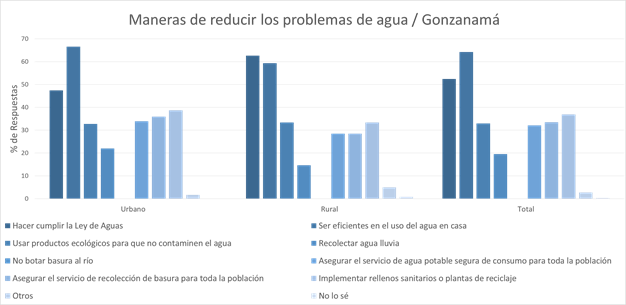 Maneras de reducir los problemas de agua / Gonzanamá
70
60
50
40
30
20
10
0
% de Respuestas
Urbano Rural Total
Hacer cumplir la Ley de Aguas Ser eficientes en el uso del agua en casa
Usar productos ecológicos para que no contaminen el agua Recolectar agua lluvia
No botar basura al río Asegurar el servicio de agua potable segura de consumo para toda la población
Asegurar el servicio de recolección de basura para toda la población Implementar rellenos sanitarios o plantas de reciclaje
Otros No lo sé